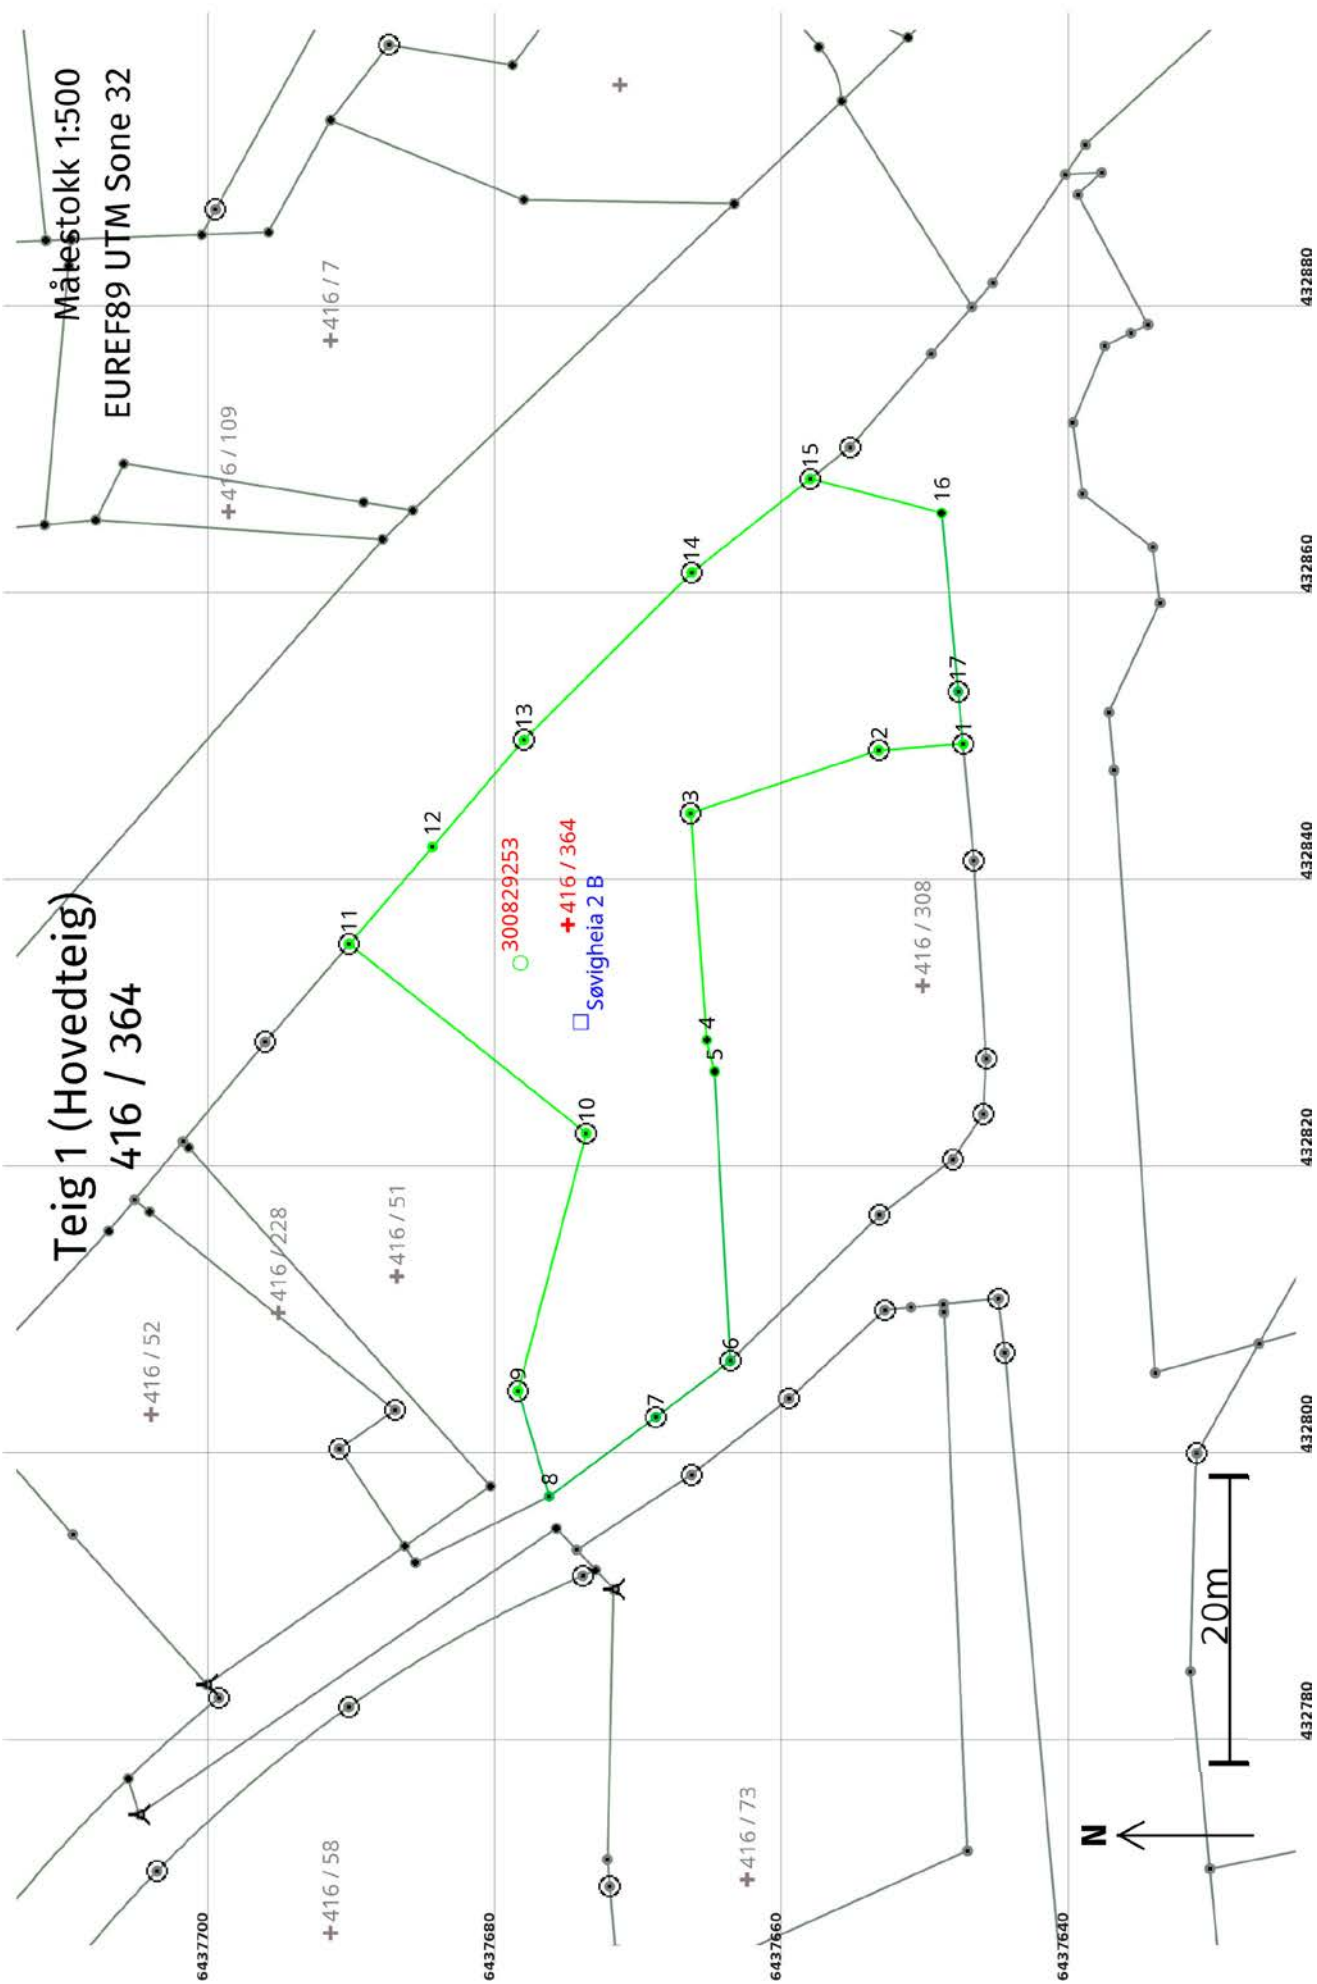 Teig 1 (Hovedteig)
416 / 364
Målestokk 1:500
EUREF89 UTM Sone 32
416 / 52
416 / 228
416 / 51
416 / 109
416 / 7
416 / 58
416 / 73
416 / 308
300829253
416 / 364
Søvigheia 2 B
1
2
3
4
5
6
7
8
9
10
11
12
13
14
15
16
17
6437700
6437680
6437660
6437640
432780
432800
432820
432840
432860
432880
N
20m